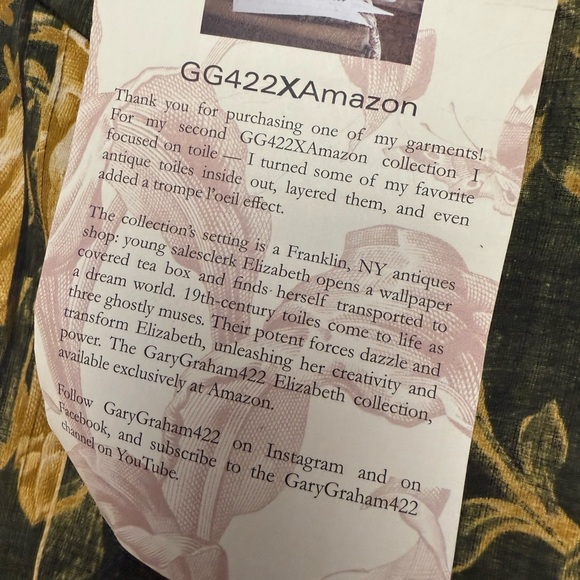 GG422XAmazon
Thank you for purchasing one of my garments!
For my second GG422XAmazon collection I
focused on toile — I turned some of my favorite
antique toiles inside out, layered them, and even
added a trompe l'oeil effect.
The collection's setting is a Franklin, NY antiques
shop: young salesclerk Elizabeth opens a wallpaper
covered tea box and finds herself transported to
a dream world. 19th-century toiles come to life as
three ghostly muses. Their potent forces dazzle and
transform Elizabeth, unleashing her creativity and
power. The GaryGraham422 Elizabeth collection,
available exclusively at Amazon.
Follow GaryGraham422 on Instagram and on
Facebook, and subscribe to the GaryGraham422
channel on YouTube.